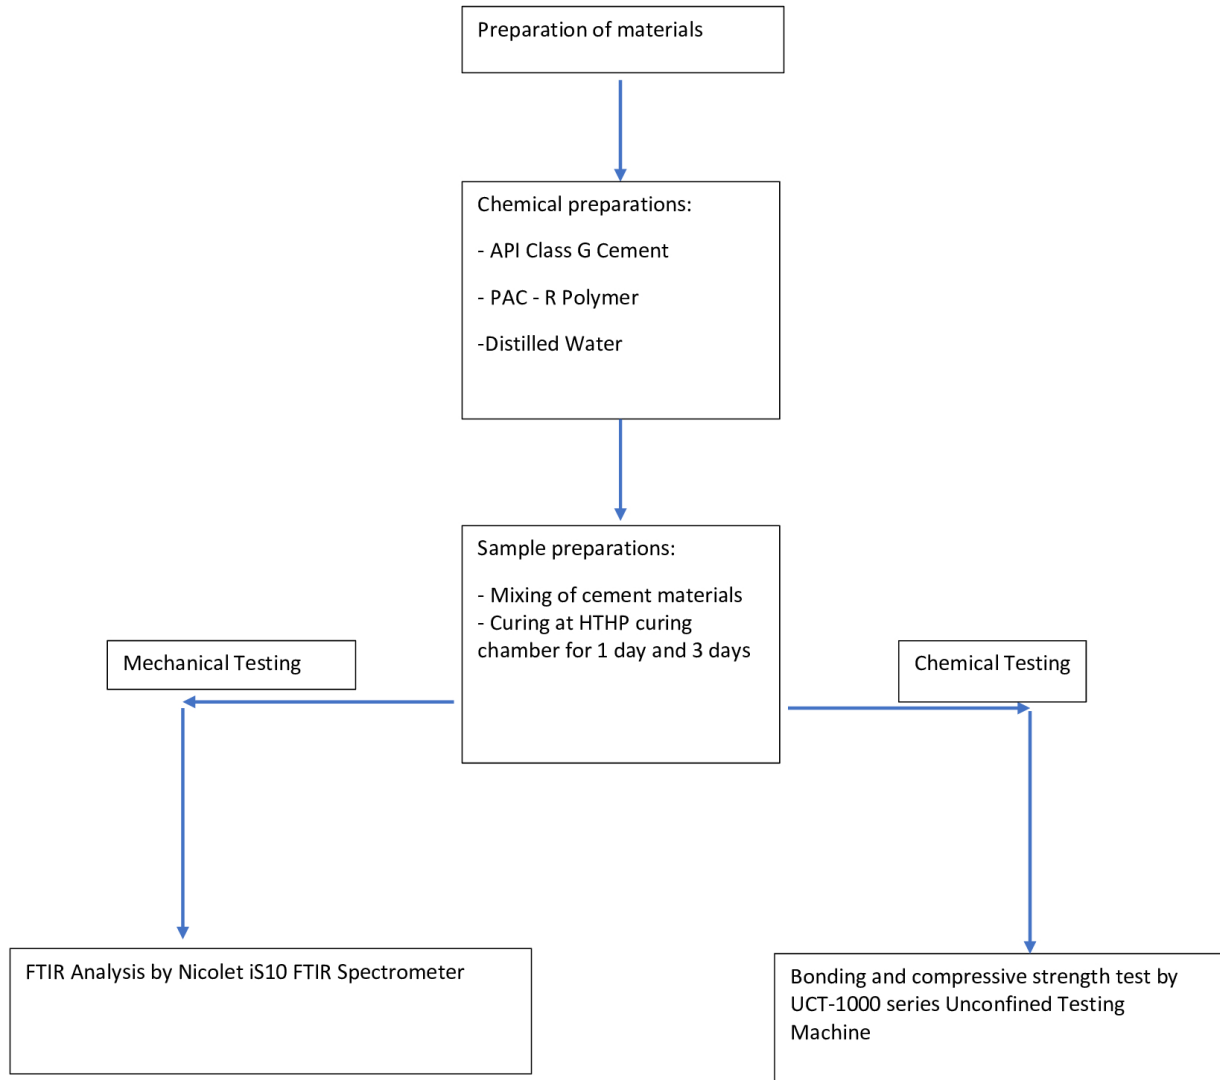 Preparation of materials
Chemical preparations:
- API Class G Cement
- PAC - R Polymer
-Distilled Water
Sample preparations:
- Mixing of cement materials
- Curing at HTHP curing
chamber for 1 day and 3 days
Mechanical Testing
Chemical Testing
FTIR Analysis by Nicolet iS10 FTIR Spectrometer
Bonding and compressive strength test by
UCT-1000 series Unconfined Testing
Machine